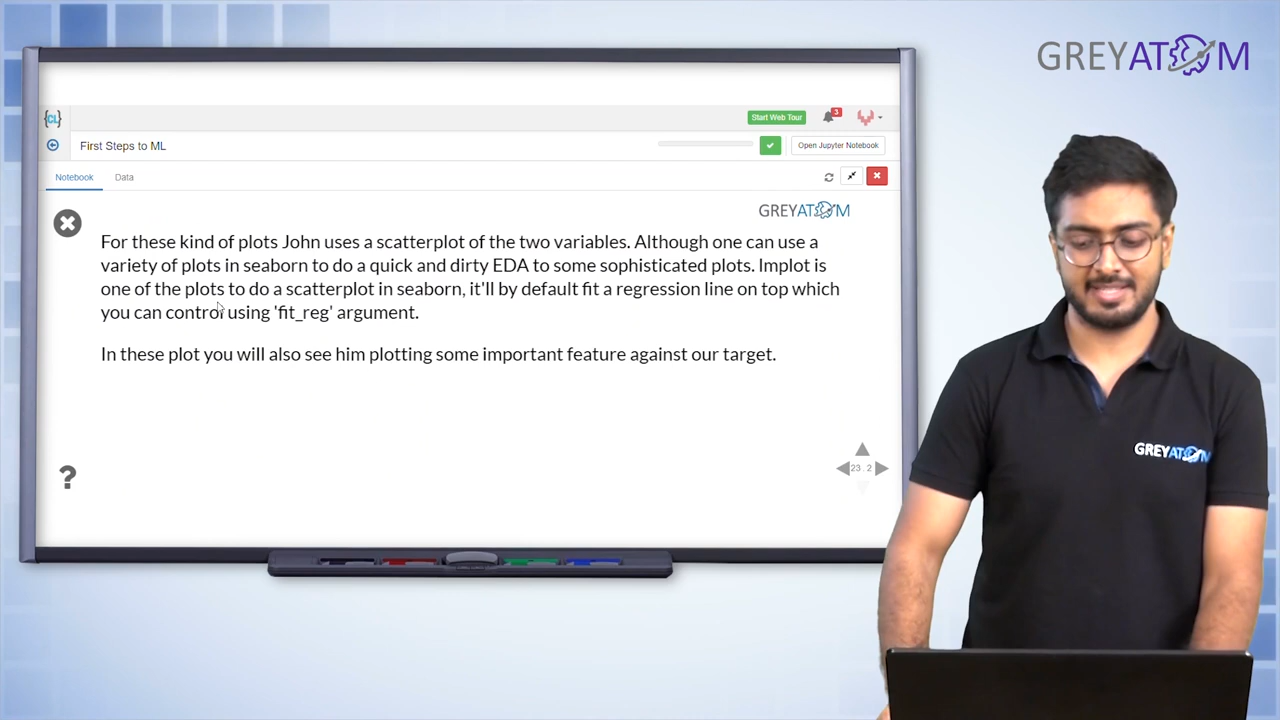 GREYATOM
{CL}
Start Web Tour
3
First Steps to ML
Open Jupyter Notebook
Notebook
Data
GREYATOM
For these kind of plots John uses a scatterplot of the two variables. Although one can use a
variety of plots in seaborn to do a quick and dirty EDA to some sophisticated plots. lmplot is
one of the plots to do a scatterplot in seaborn, it'll by default fit a regression line on top which
you can control using 'fit_reg' argument.
In these plot you will also see him plotting some important feature against our target.
GREYATOM
?
23 . 2